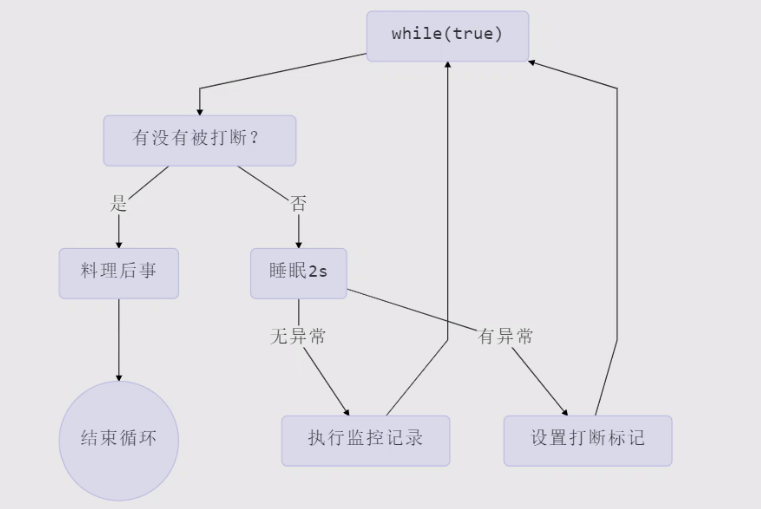 while(true)
有没有被打断？
是
否
料理后事
睡眠2s
无异常
有异常
结束循环
执行监控记录
设置打断标记